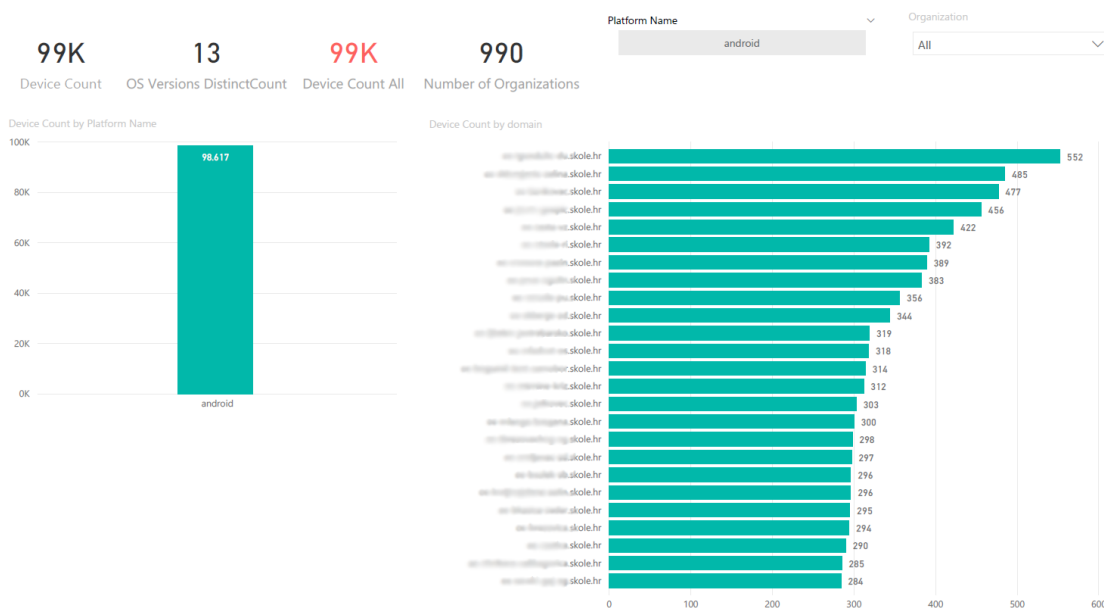 Platform Name
android
Organization
All
99K
Device Count
13
OS Versions DistinctCount
99K
Device Count All
990
Number of Organizations
Device Count by Platform Name
100K
80K
60K
40K
20K
0K
98.617
android
Device Count by domain
.skole.hr 552
.skole.hr 485
.skole.hr 477
.skole.hr 456
.skole.hr 422
.skole.hr 392
.skole.hr 389
.skole.hr 383
.skole.hr 356
.skole.hr 344
.skole.hr 319
.skole.hr 318
.skole.hr 314
.skole.hr 312
.skole.hr 303
.skole.hr 300
.skole.hr 298
.skole.hr 297
.skole.hr 296
.skole.hr 296
.skole.hr 295
.skole.hr 294
.skole.hr 290
.skole.hr 285
.skole.hr 284
0 100 200 300 400 500 600